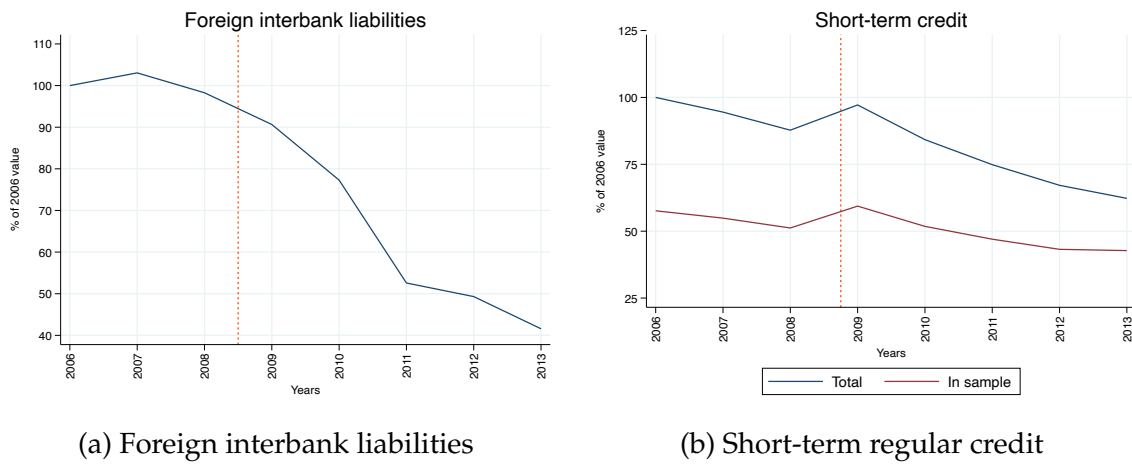 Foreign interbank liabilities
110
100
90
80
70
60
50
40
% of 2006 value
2006
2007
2008
2009
2010
2011
2012
2013
Years
(a) Foreign interbank liabilities
Short-term credit
125
100
75
50
25
% of 2006 value
2006
2007
2008
2009
2010
2011
2012
2013
Years
Total
In sample
(b) Short-term regular credit